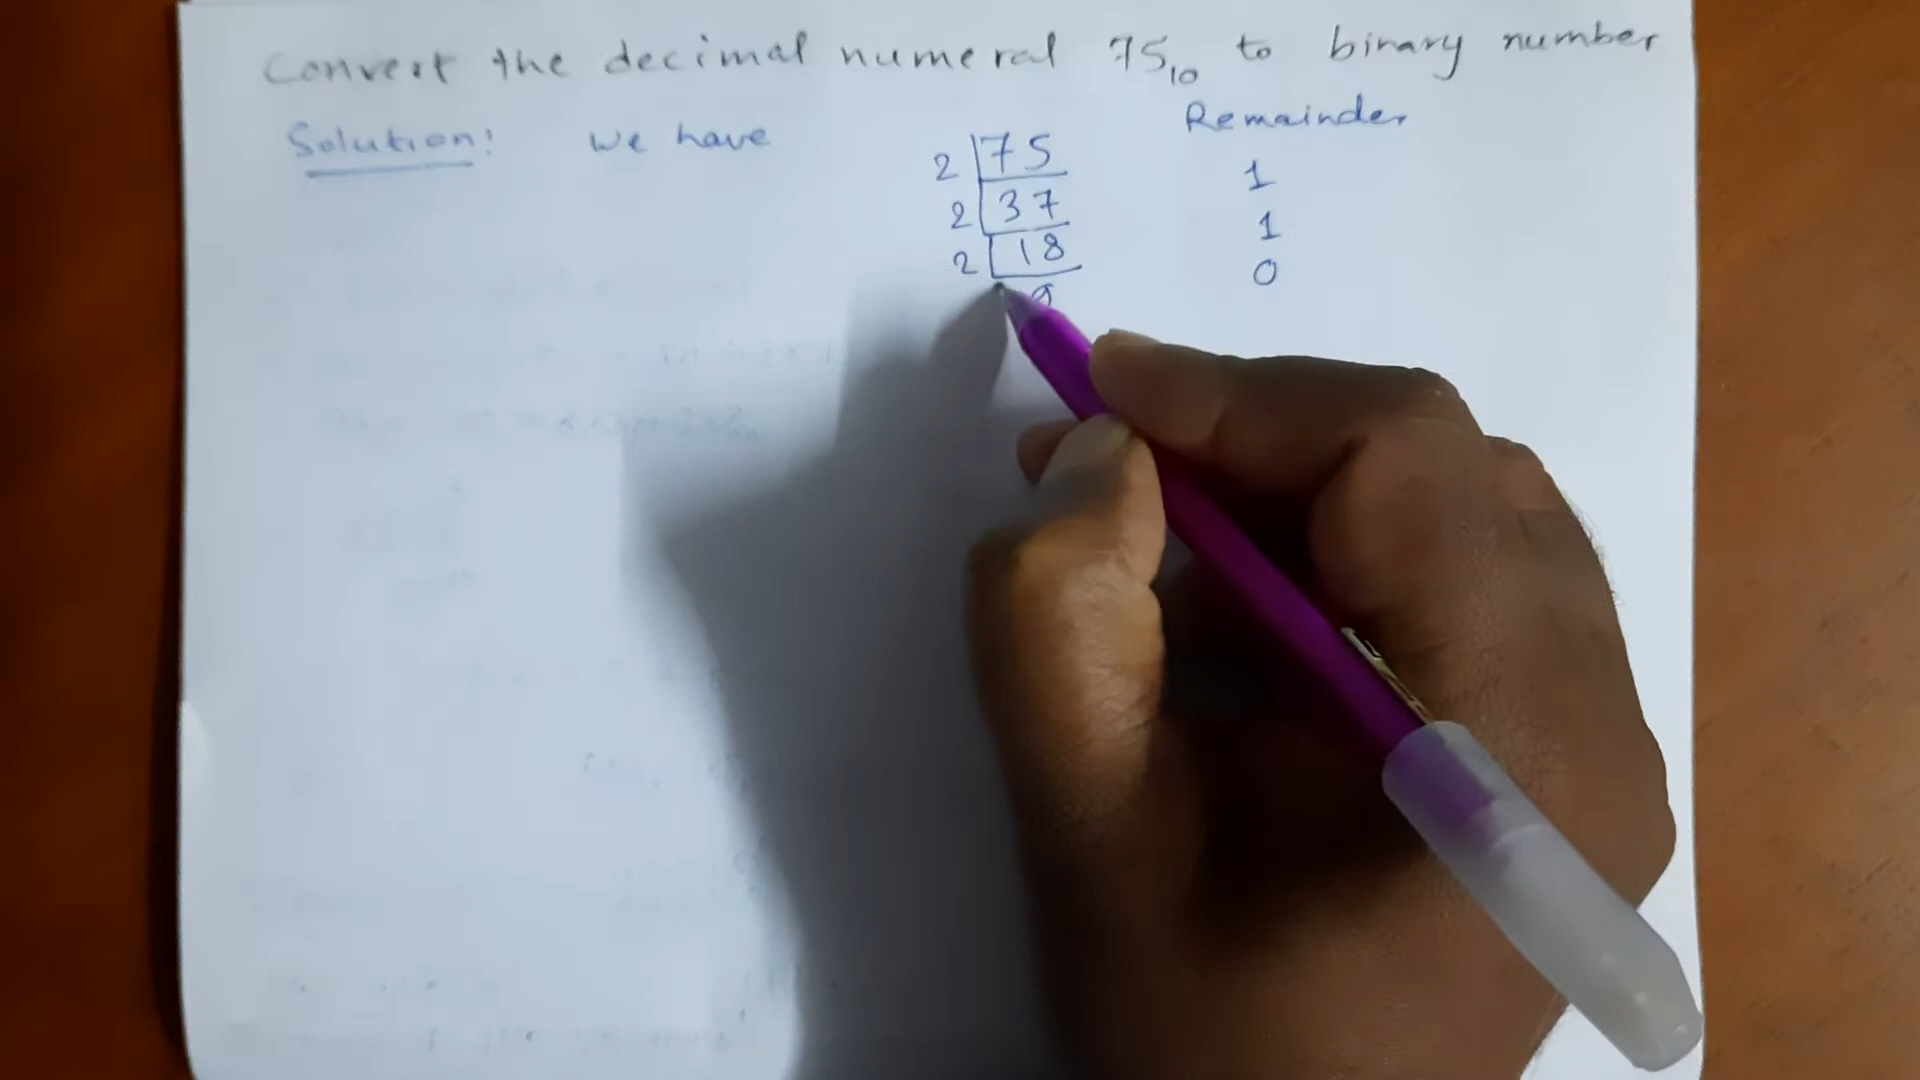 Convert the decimal numeral 75₁₀ to binary number
Remainder
Solution: We have
2 | 75 1
2 | 37 1
2 | 18 0
9